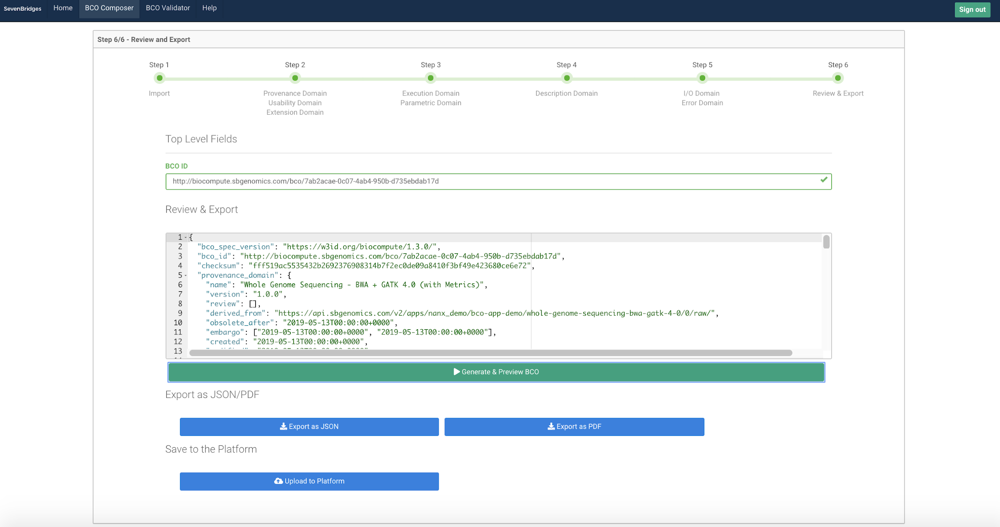 SevenBridges Home BCO Composer BCO Validator Help Sign out
Step 6/6 - Review and Export
Step 1 Step 2 Step 3 Step 4 Step 5 Step 6
Import Provenance Domain Execution Domain Description Domain I/O Domain Review & Export
Usability Domain Parametric Domain Error Domain
Extension Domain
Top Level Fields
BCO ID
http://biocompute.sbgenomics.com/bco/7ab2acae-0c07-4ab4-950b-d735ebdab17d
Review & Export
1 {
2 "bco_spec_version": "https://w3id.org/biocompute/1.3.0/",
3 "bco_id": "http://biocompute.sbgenomics.com/bco/7ab2acae-0c07-4ab4-950b-d735ebdab17d",
4 "checksum": "fff519ac5535432b2692376908314b7f2ec0de09a8410f3bf49e423680ce6e72",
5 "provenance_domain": {
6 "name": "Whole Genome Sequencing - BWA + GATK 4.0 (with Metrics)",
7 "version": "1.0.0",
8 "review": [],
9 "derived_from": "https://api.sbgenomics.com/v2/apps/nanx_demo/bco-app-demo/whole-genome-sequencing-bwa-gatk-4-0/0/raw/",
10 "obsolete_after": "2019-05-13T00:00:00+0000",
11 "embargo": ["2019-05-13T00:00:00+0000", "2019-05-13T00:00:00+0000"],
12 "created": "2019-05-13T00:00:00+0000",
13
Generate & Preview BCO
Export as JSON/PDF
Export as JSON Export as PDF
Save to the Platform
Upload to Platform